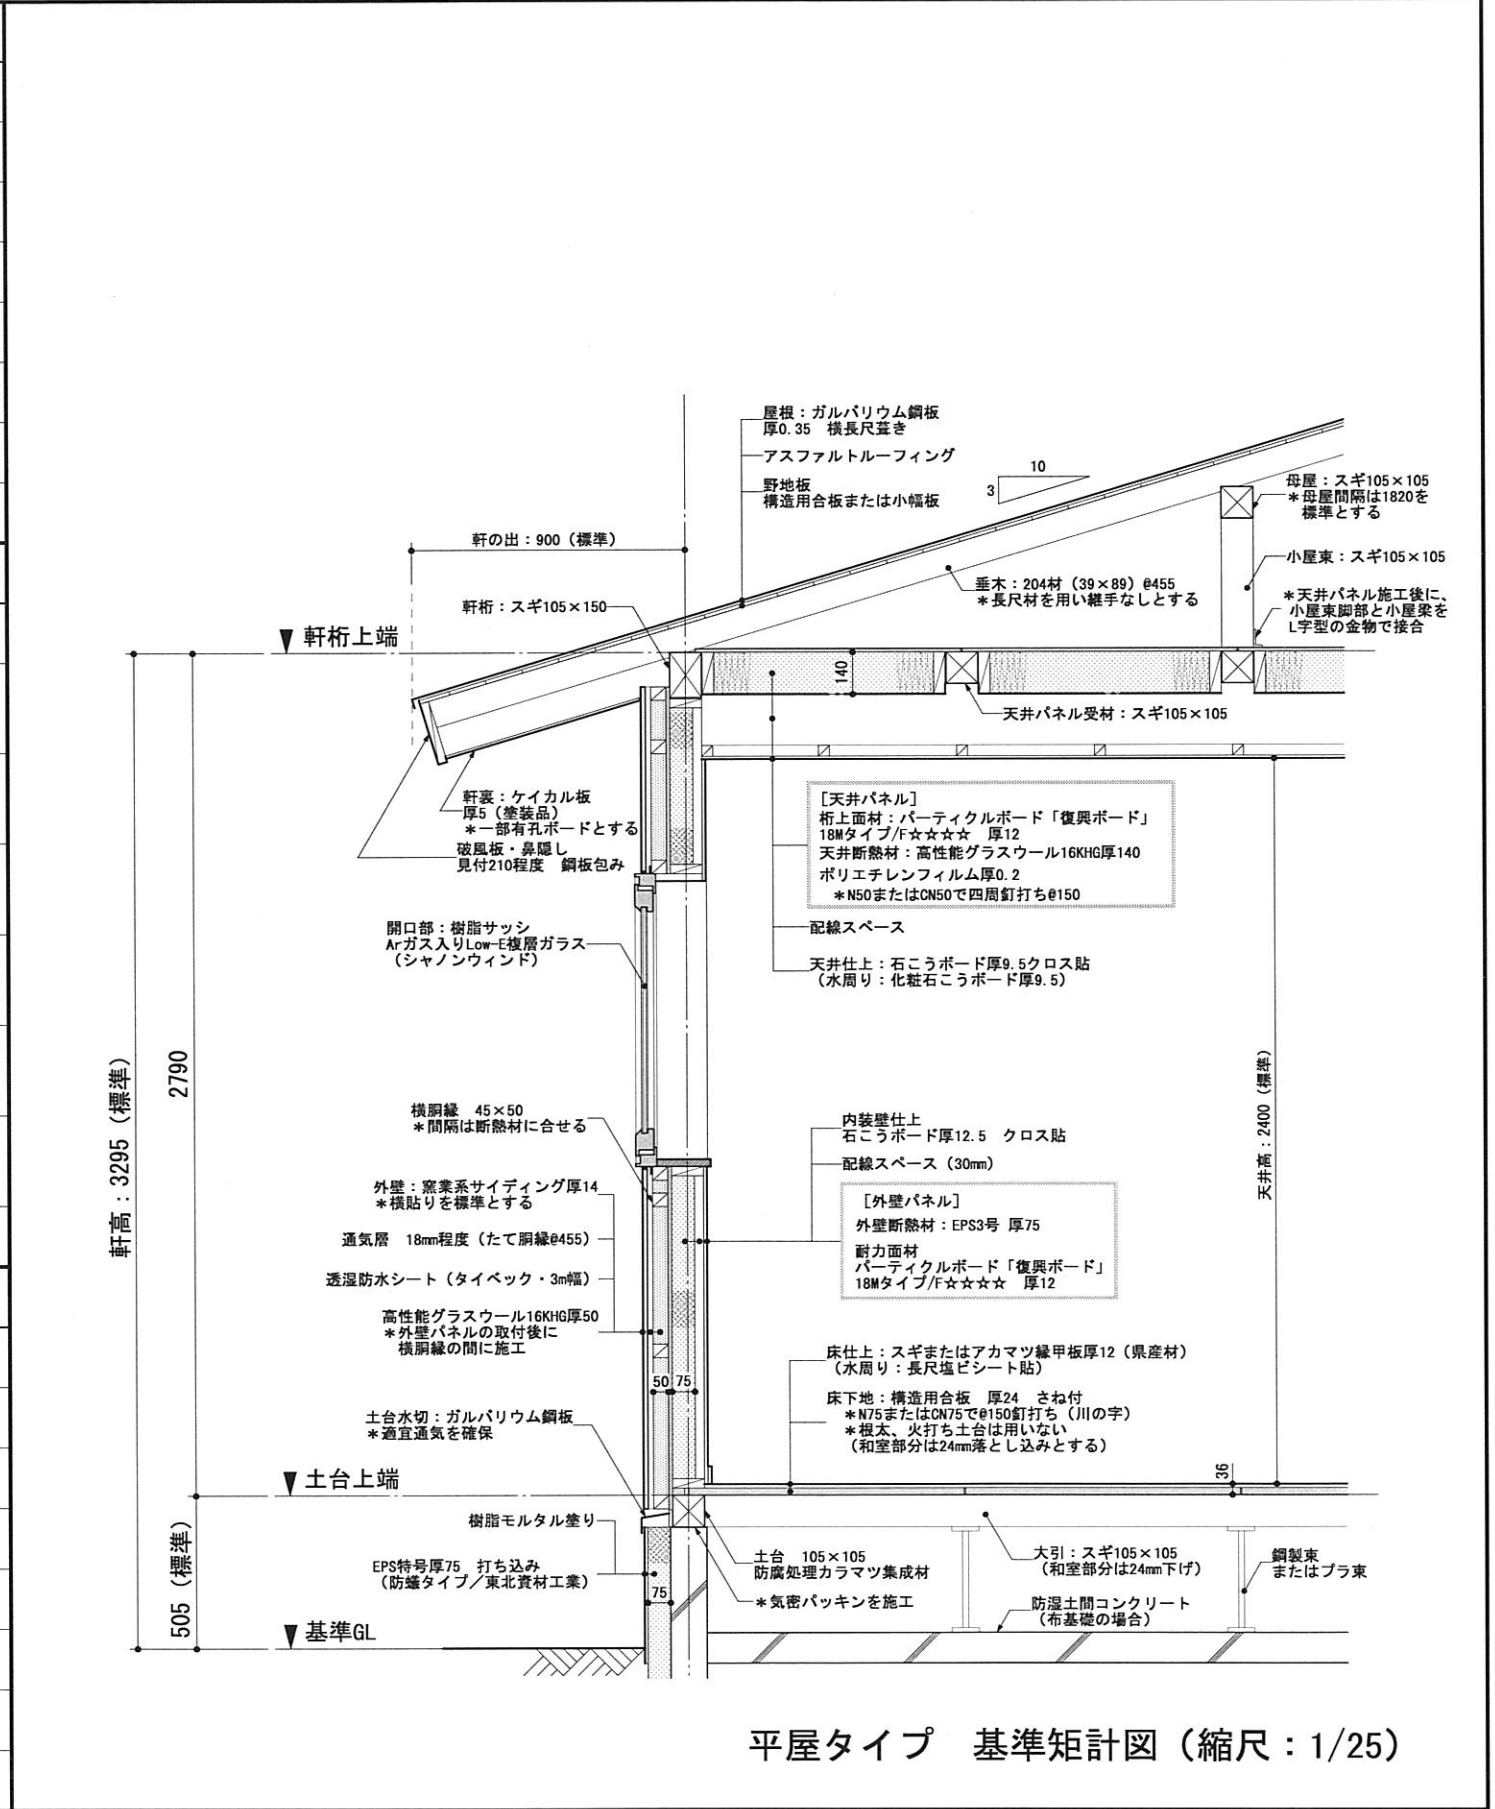 屋根：ガルバリウム鋼板
厚0.35　横長尺葺き
アスファルトルーフィング
野地板
構造用合板または小幅板
10
3
母屋：スギ105×105
＊母屋間隔は1820を
標準とする
軒の出：900（標準）
小屋束：スギ105×105
垂木：204材（39×89）@455
＊長尺材を用い継手なしとする
＊天井パネル施工後に、
小屋束脚部と小屋梁を
L字型の金物で接合
軒桁：スギ105×150
▼軒桁上端
140
天井パネル受材：スギ105×105
軒裏：ケイカル板
厚5（塗装品）
＊一部有孔ボードとする
破風板・鼻隠し
見付210程度　鋼板包み
［天井パネル］
桁上面材：パーティクルボード「復興ボード」
18Mタイプ/F☆☆☆☆　厚12
天井断熱材：高性能グラスウール16KHG厚140
ポリエチレンフィルム厚0.2
＊N50またはCN50で四周釘打ち@150
配線スペース
天井仕上：石こうボード厚9.5クロス貼
（水周り：化粧石こうボード厚9.5）
開口部：樹脂サッシ
Arガス入りLow-E複層ガラス
（シャノンウィンド）
軒高：3295（標準）
2790
天井高：2400（標準）
横胴縁　45×50
＊間隔は断熱材に合せる
内装壁仕上
石こうボード厚12.5　クロス貼
配線スペース（30mm）
外壁：窯業系サイディング厚14
＊横貼りを標準とする
通気層　18mm程度（たて胴縁@455）
透湿防水シート（タイベック・3m幅）
高性能グラスウール16KHG厚50
＊外壁パネルの取付後に
横胴縁の間に施工
［外壁パネル］
外壁断熱材：EPS3号 厚75
耐力面材
パーティクルボード「復興ボード」
18Mタイプ/F☆☆☆☆　厚12
50
75
床仕上：スギまたはアカマツ縁甲板厚12（県産材）
（水周り：長尺塩ビシート貼）
床下地：構造用合板　厚24　さね付
＊N75またはCN75で@150釘打ち（川の字）
＊根太、火打ち土台は用いない
（和室部分は24mm落とし込みとする）
土台水切：ガルバリウム鋼板
＊適宜通気を確保
36
▼土台上端
505（標準）
樹脂モルタル塗り
EPS特号厚75　打ち込み
（防蟻タイプ／東北資材工業）
75
土台　105×105
防腐処理カラマツ集成材
＊気密パッキンを施工
大引：スギ105×105
（和室部分は24mm下げ）
防湿土間コンクリート
（布基礎の場合）
鋼製束
またはプラ束
▼基準GL
平屋タイプ　基準矩計図（縮尺：1/25）